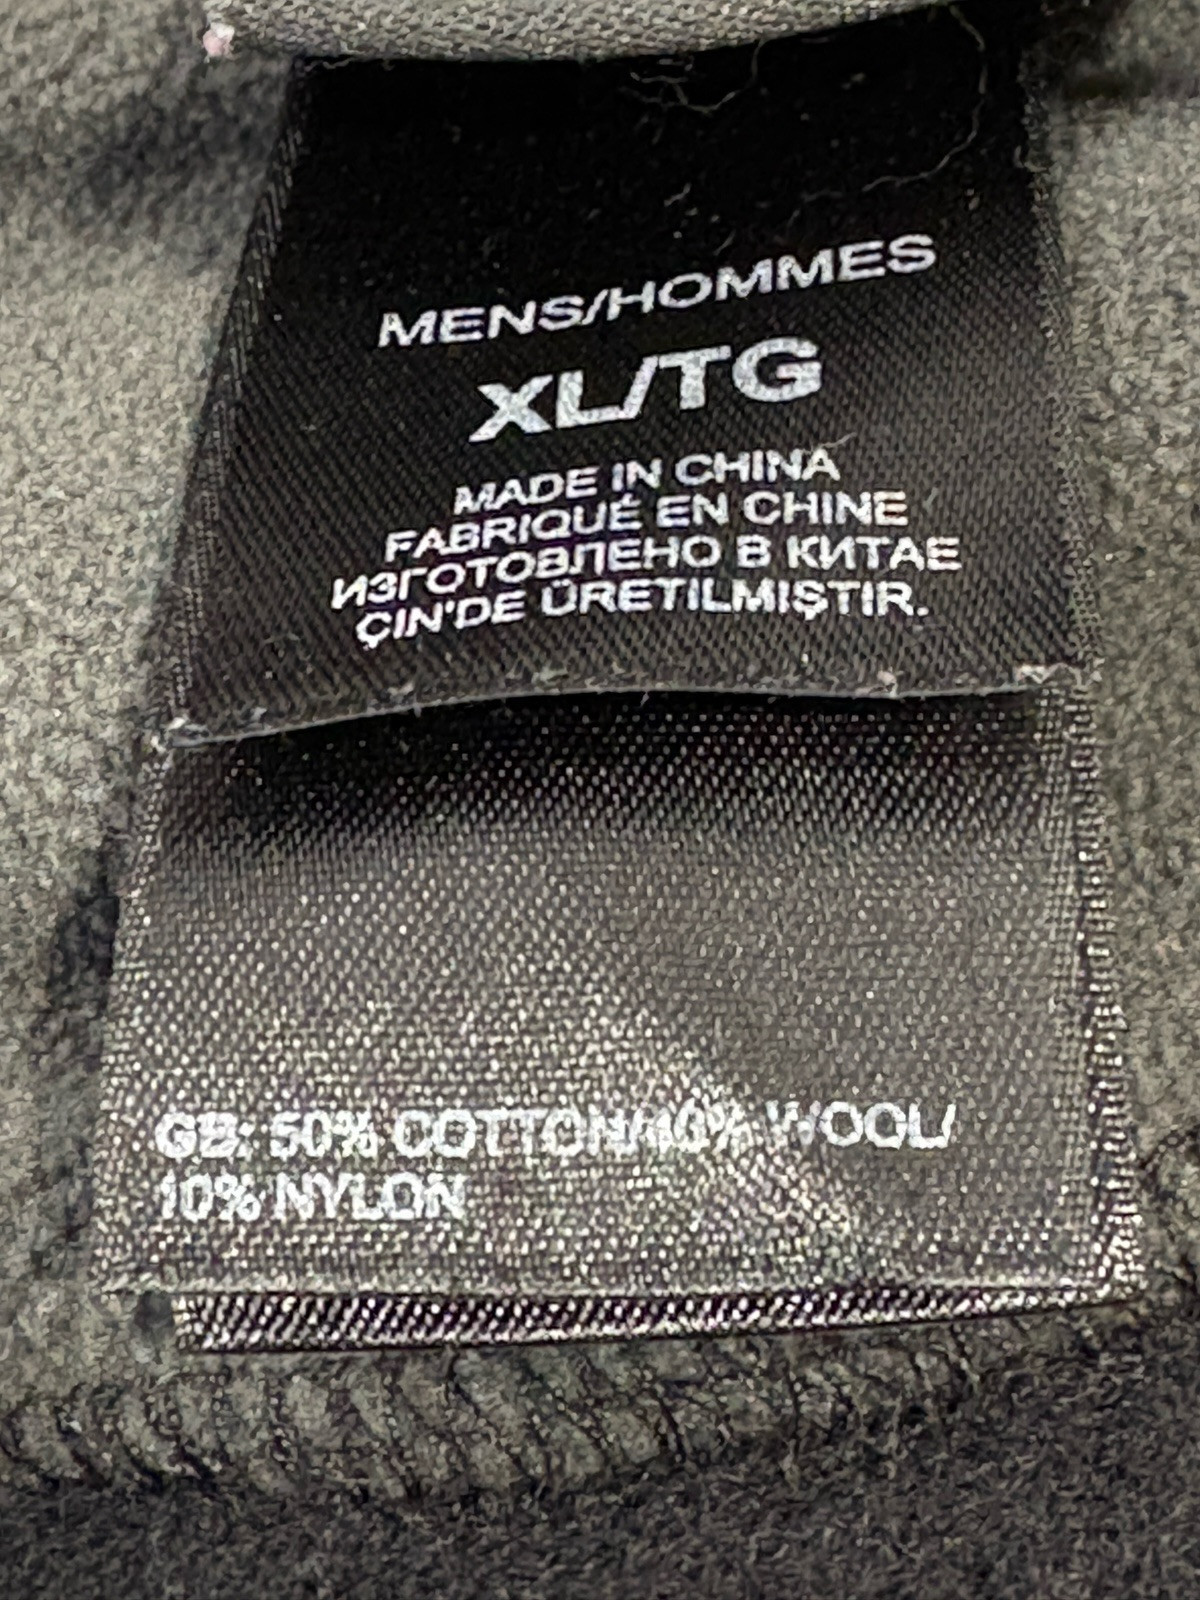 MENS/HOMMES
XL/TG
MADE IN CHINA
FABRIQUÉ EN CHINE
ИЗГОТОВЛЕНО В КИТАЕ
ÇIN'DE ÜRETILMIŞTIR.
GB: 50% COTTON/40% WOOL/
10% NYLON